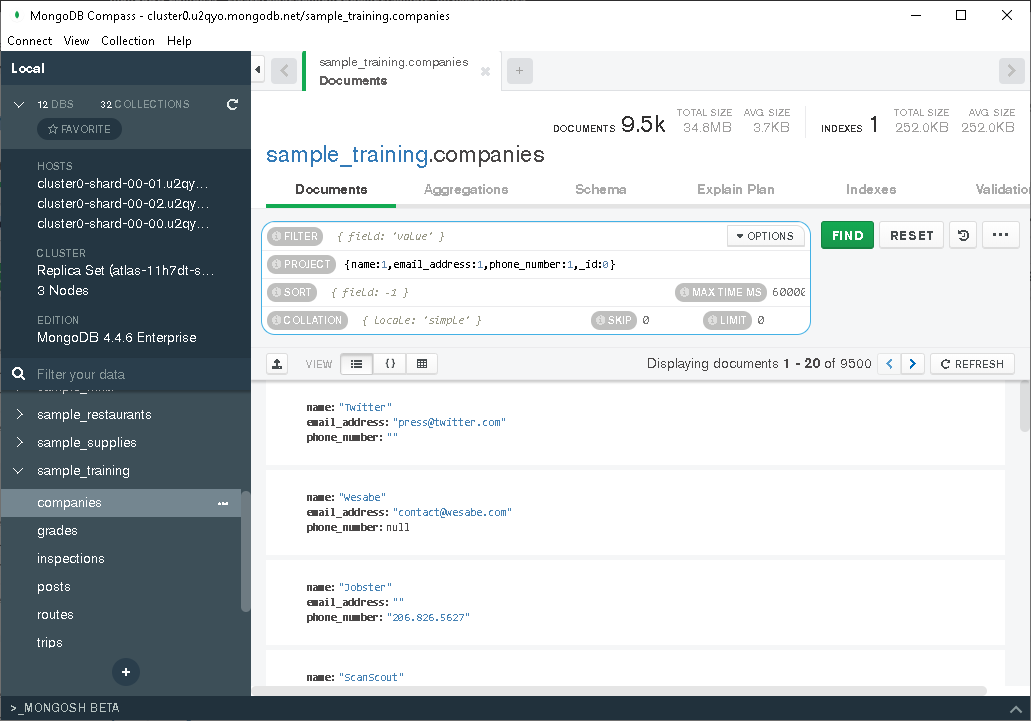 MongoDB Compass - cluster0.u2qyo.mongodb.net/sample_training.companies
Connect View Collection Help
Local
12 DBS 32 COLLECTIONS
FAVORITE
HOSTS
cluster0-shard-00-01.u2qy...
cluster0-shard-00-02.u2qy...
cluster0-shard-00-00.u2qy...
CLUSTER
Replica Set (atlas-11h7dt-s...
3 Nodes
EDITION
MongoDB 4.4.6 Enterprise
Filter your data
sample_restaurants
sample_supplies
sample_training
companies
grades
inspections
posts
routes
trips
+
>_MONGOSH BETA
sample_training.companies
Documents
+
DOCUMENTS 9.5k TOTAL SIZE 34.8MB AVG. SIZE 3.7KB INDEXES 1 TOTAL SIZE 252.0KB AVG. SIZE 252.0KB
sample_training.companies
Documents Aggregations Schema Explain Plan Indexes Validatio
FILTER { field: 'value' } OPTIONS FIND RESET ...
PROJECT {name:1,email_address:1,phone_number:1,_id:0}
SORT { field: -1 } MAX TIME MS 60000
COLLATION { locale: 'simple' } SKIP 0 LIMIT 0
VIEW {} Displaying documents 1 - 20 of 9500 REFRESH
name: "Twitter"
email_address: "press@twitter.com"
phone_number: ""
name: "Wesabe"
email_address: "contact@wesabe.com"
phone_number: null
name: "Jobster"
email_address: ""
phone_number: "206.826.5627"
name: "ScanScout"